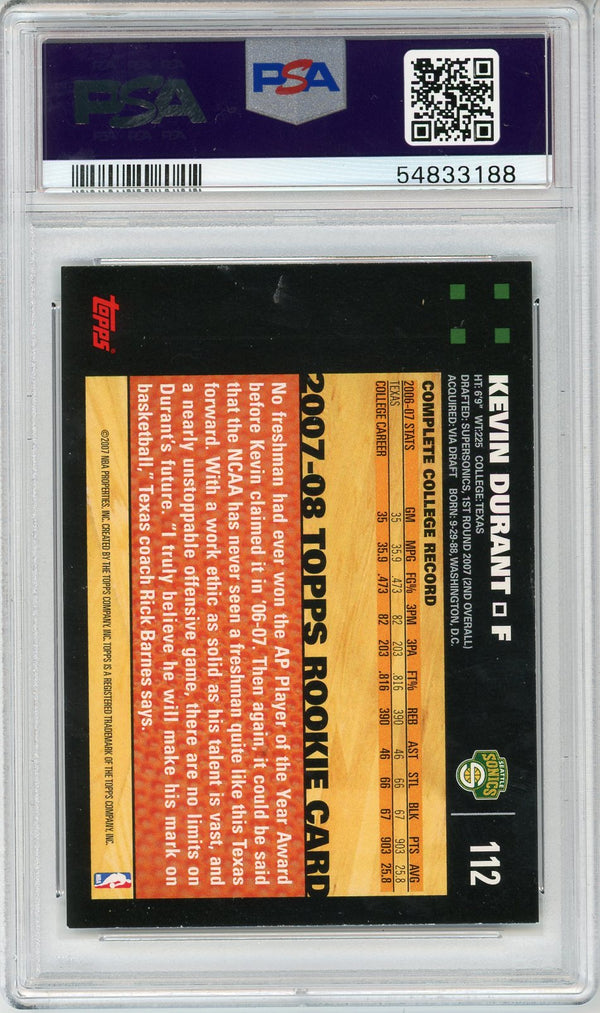 PSA
PSA
54833188
topps
KEVIN DURANT □ F
112
HT: 6'9" WT: 225 COLLEGE: TEXAS
DRAFTED: SUPERSONICS, 1ST ROUND 2007 (2ND OVERALL)
ACQUIRED: VIA DRAFT BORN: 9-29-88, WASHINGTON, D.C.
SEATTLE
SONICS
COMPLETE COLLEGE RECORD
2006-07 STATS GM MPG FG% 3PM 3PA FT% REB AST STL BLK PTS AVG
TEXAS 35 35.9 .473 82 203 .816 390 46 66 67 903 25.8
COLLEGE CAREER 35 35.9 .473 82 203 .816 390 46 66 67 903 25.8
2007-08 TOPPS ROOKIE CARD
No freshman had ever won the AP Player of the Year Award
before Kevin claimed it in '06-07. Then again, it could be said
that the NCAA has never seen a freshman quite like this Texas
forward. With a work ethic as solid as his talent is vast, and
a nearly unstoppable offensive game, there are no limits on
Durant's future. "I truly believe he will make his mark on
basketball," Texas coach Rick Barnes says.
©2007 NBA PROPERTIES, INC. CREATED BY THE TOPPS COMPANY, INC. TOPPS IS A REGISTERED TRADEMARK OF THE TOPPS COMPANY, INC.